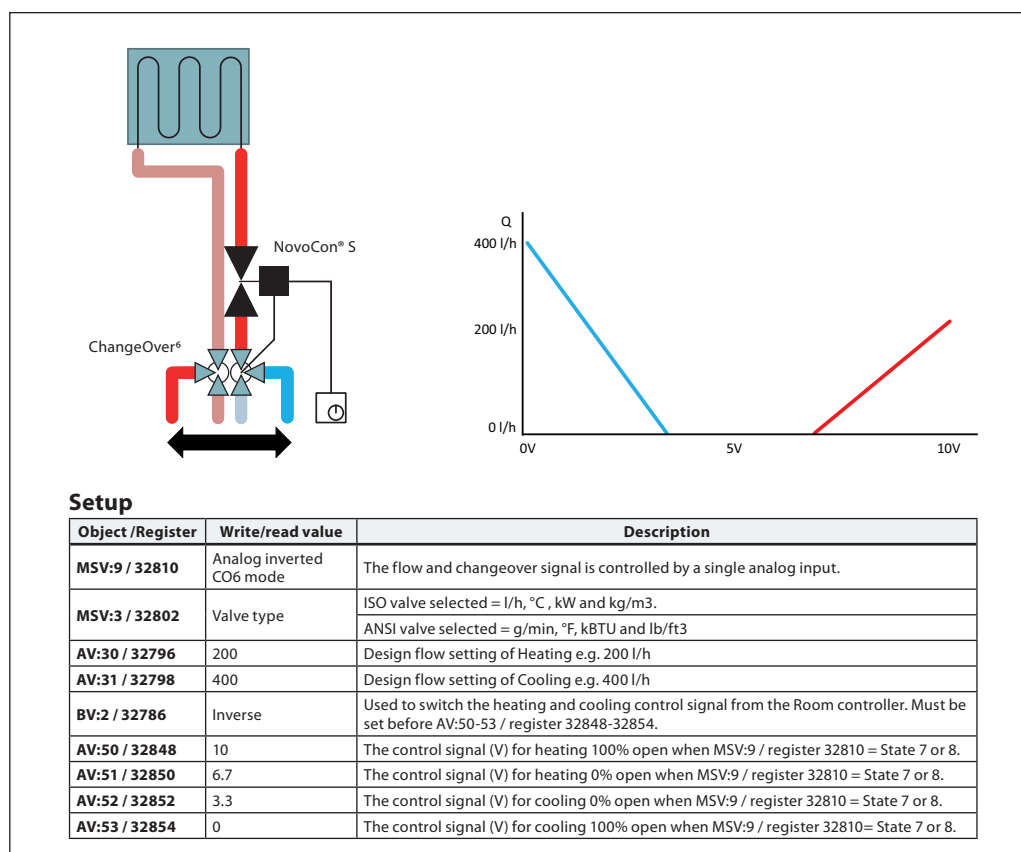 NovoCon® S
ChangeOver⁶
Q
400 l/h
200 l/h
0 l/h
0V
5V
10V
Setup
Object /Register
Write/read value
Description
MSV:9 / 32810
Analog inverted
CO6 mode
The flow and changeover signal is controlled by a single analog input.
MSV:3 / 32802
Valve type
ISO valve selected = l/h, °C , kW and kg/m3.
ANSI valve selected = g/min, °F, kBTU and lb/ft3
AV:30 / 32796
200
Design flow setting of Heating e.g. 200 l/h
AV:31 / 32798
400
Design flow setting of Cooling e.g. 400 l/h
BV:2 / 32786
Inverse
Used to switch the heating and cooling control signal from the Room controller. Must be
set before AV:50-53 / register 32848-32854.
AV:50 / 32848
10
The control signal (V) for heating 100% open when MSV:9 / register 32810 = State 7 or 8.
AV:51 / 32850
6.7
The control signal (V) for heating 0% open when MSV:9 / register 32810 = State 7 or 8.
AV:52 / 32852
3.3
The control signal (V) for cooling 0% open when MSV:9 / register 32810 = State 7 or 8.
AV:53 / 32854
0
The control signal (V) for cooling 100% open when MSV:9 / register 32810= State 7 or 8.